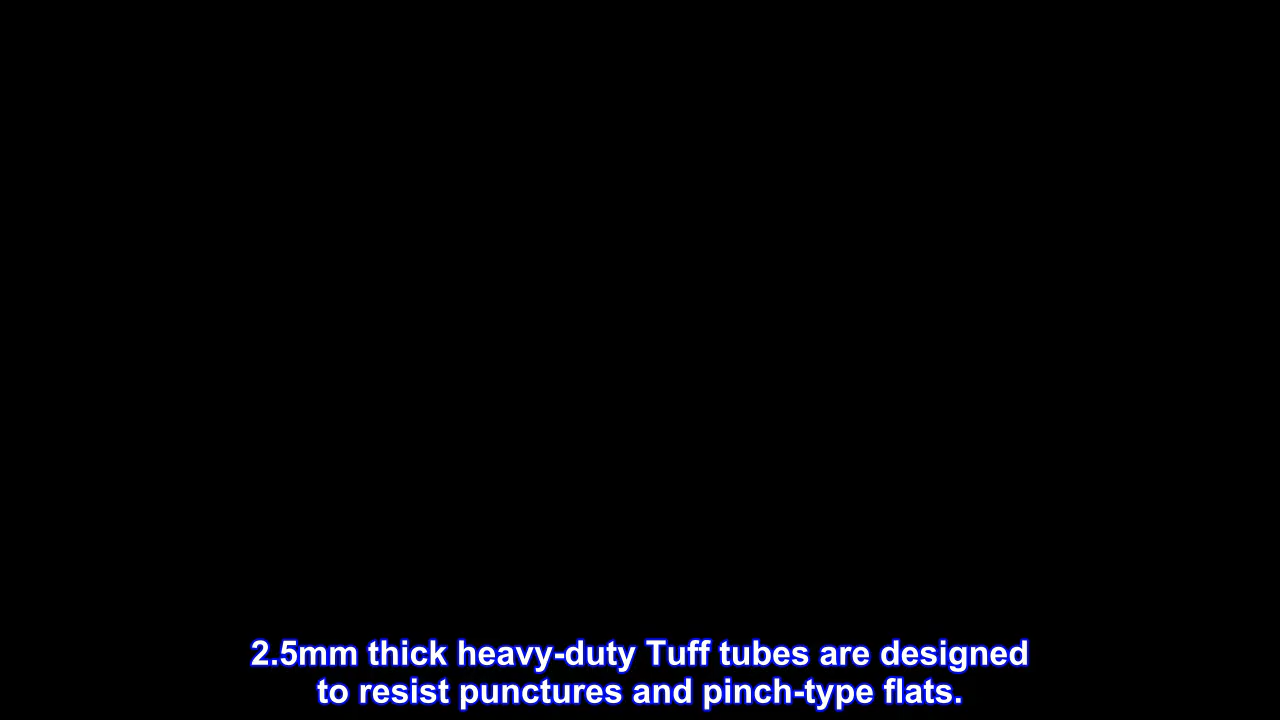 2.5mm thick heavy-duty Tuff tubes are designed
to resist punctures and pinch-type flats.